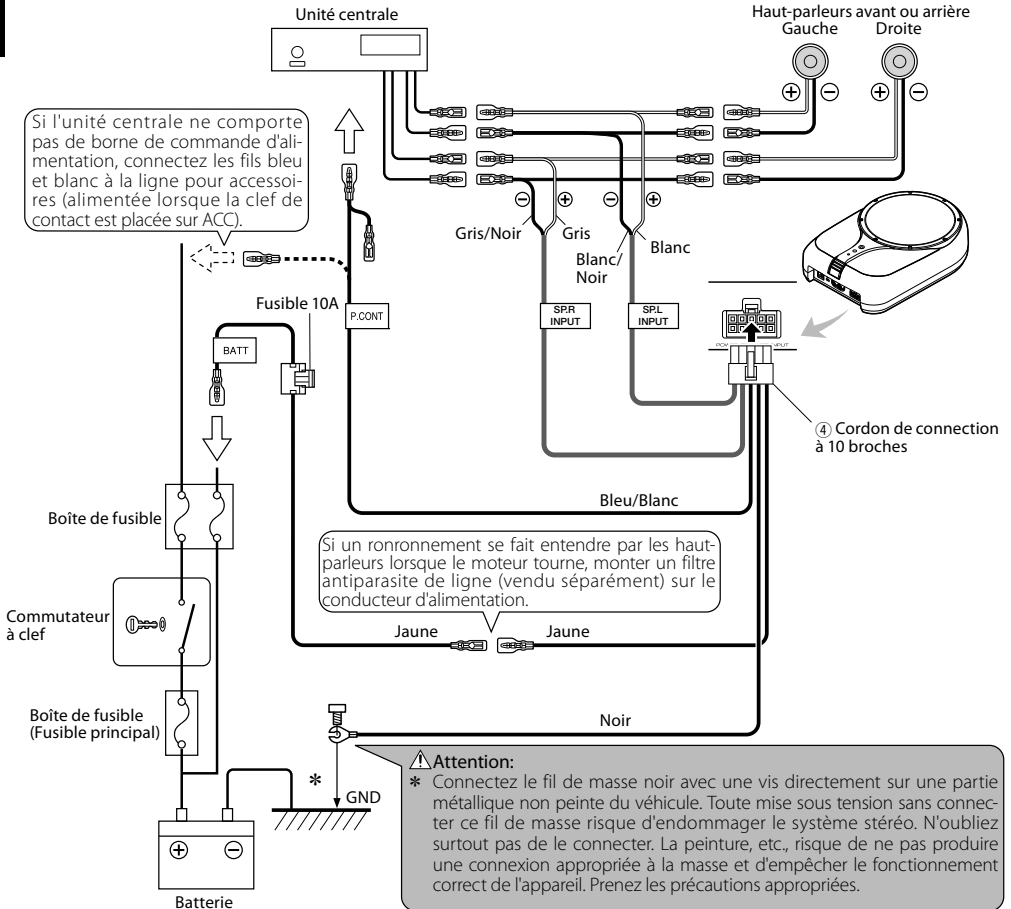 Unité centrale
Haut-parleurs avant ou arrière
Gauche
Droite
Si l'unité centrale ne comporte
pas de borne de commande d'ali-
mentation, connectez les fils bleu
et blanc à la ligne pour accessoi-
res (alimentée lorsque la clef de
contact est placée sur ACC).
Gris/Noir
Gris
Blanc/
Noir
Blanc
Fusible 10A
P.CONT
BATT
SP.R
INPUT
SP.L
INPUT
④ Cordon de connection
à 10 broches
Bleu/Blanc
Boîte de fusible
Si un ronronnement se fait entendre par les haut-
parleurs lorsque le moteur tourne, monter un filtre
antiparasite de ligne (vendu séparément) sur le
conducteur d'alimentation.
Commutateur
à clef
Jaune
Jaune
Boîte de fusible
(Fusible principal)
Noir
* GND
Attention:
* Connectez le fil de masse noir avec une vis directement sur une partie
métallique non peinte du véhicule. Toute mise sous tension sans connec-
ter ce fil de masse risque d'endommager le système stéréo. N'oubliez
surtout pas de le connecter. La peinture, etc., risque de ne pas produire
une connexion appropriée à la masse et d'empêcher le fonctionnement
correct de l'appareil. Prenez les précautions appropriées.
Batterie